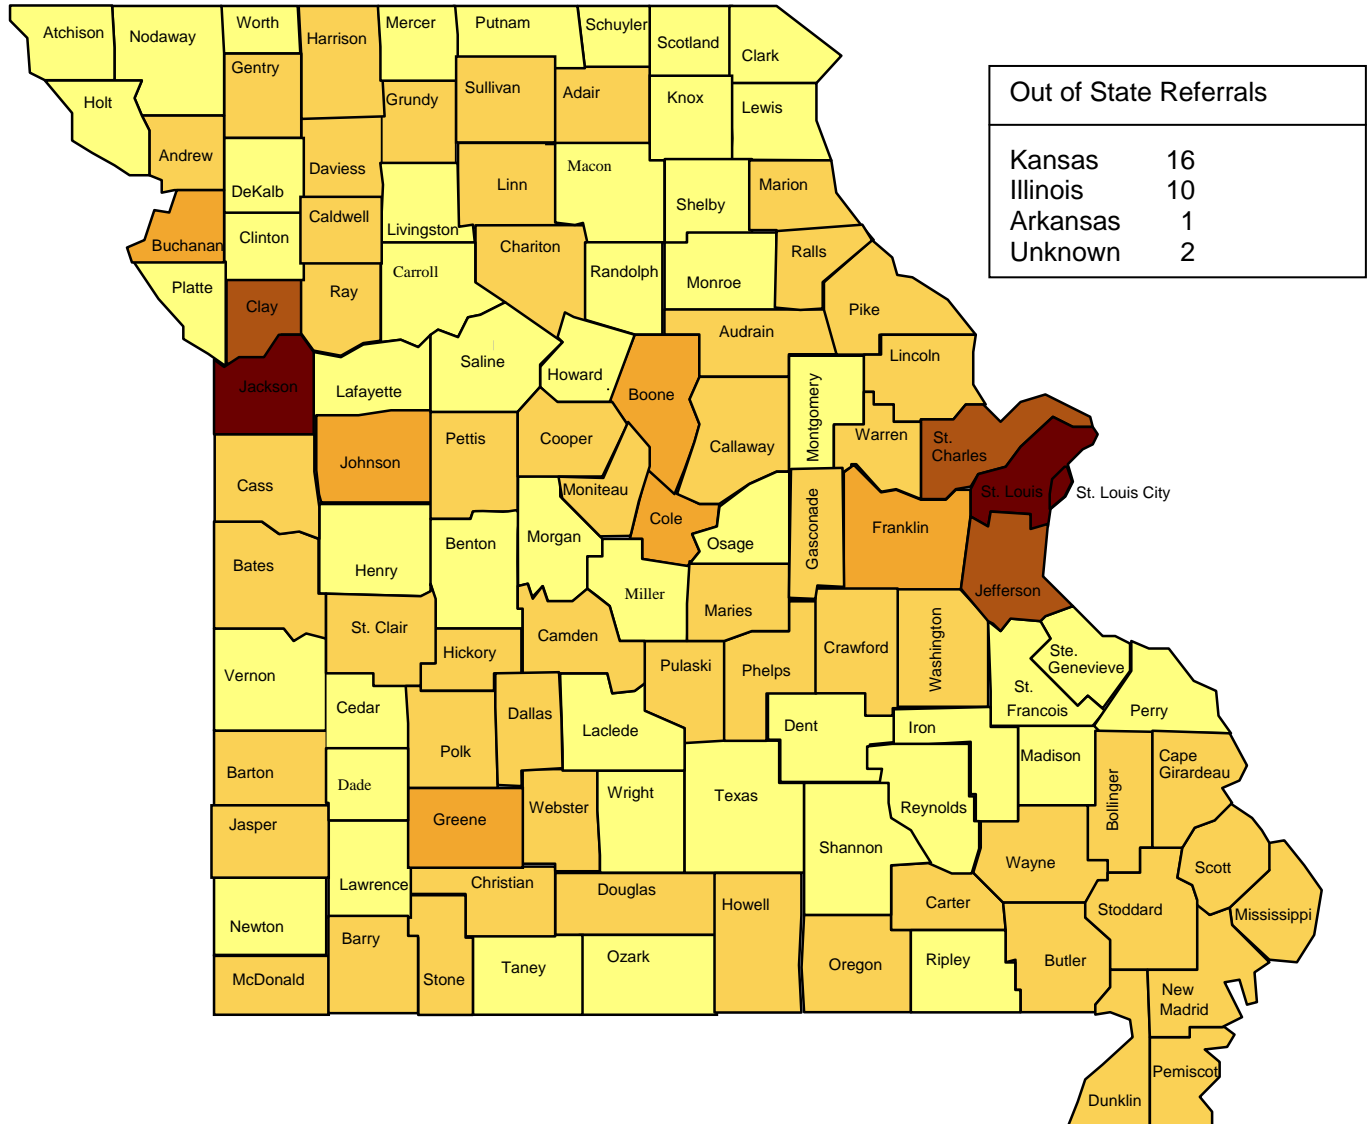 Atchison
Nodaway
Worth
Harrison
Mercer
Putnam
Schuyler
Scotland
Clark
Gentry
Holt
Grundy
Sullivan
Adair
Knox
Lewis
Out of State Referrals
Kansas 16
Illinois 10
Arkansas 1
Unknown 2
Andrew
DeKalb
Daviess
Linn
Macon
Shelby
Marion
Buchanan
Clinton
Caldwell
Livingston
Chariton
Randolph
Monroe
Ralls
Platte
Clay
Ray
Carroll
Audrain
Pike
Jackson
Lafayette
Saline
Howard
Boone
Lincoln
Montgomery
Callaway
Warren
St.
Charles
Johnson
Pettis
Cooper
Moniteau
Cass
St. Louis
St. Louis City
Cole
Osage
Gasconade
Franklin
Bates
Henry
Benton
Morgan
Miller
Maries
Jefferson
St. Clair
Hickory
Camden
Pulaski
Phelps
Crawford
Washington
Ste.
Genevieve
St.
Francois
Perry
Vernon
Cedar
Polk
Dallas
Laclede
Dent
Iron
Madison
Bollinger
Cape
Girardeau
Barton
Dade
Greene
Webster
Wright
Texas
Reynolds
Jasper
Shannon
Wayne
Scott
Lawrence
Christian
Douglas
Howell
Carter
Stoddard
Mississippi
Newton
Barry
Stone
Taney
Ozark
Oregon
Ripley
Butler
McDonald
New
Madrid
Dunklin
Pemiscot